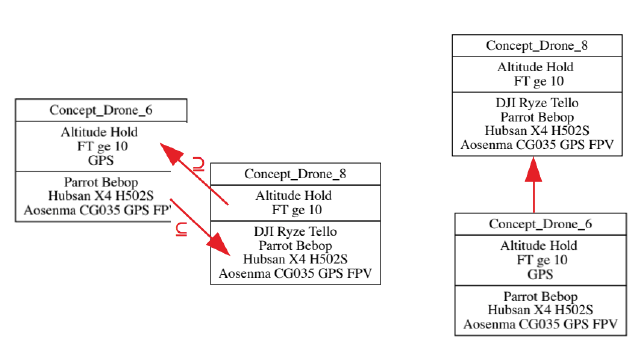 Concept_Drone_6
Altitude Hold
FT ge 10
GPS
Parrot Bebop
Hubsan X4 H502S
Aosenma CG035 GPS FPV
⊆
⊆
Concept_Drone_8
Altitude Hold
FT ge 10
DJI Ryze Tello
Parrot Bebop
Hubsan X4 H502S
Aosenma CG035 GPS FPV
Concept_Drone_8
Altitude Hold
FT ge 10
DJI Ryze Tello
Parrot Bebop
Hubsan X4 H502S
Aosenma CG035 GPS FPV
Concept_Drone_6
Altitude Hold
FT ge 10
GPS
Parrot Bebop
Hubsan X4 H502S
Aosenma CG035 GPS FPV